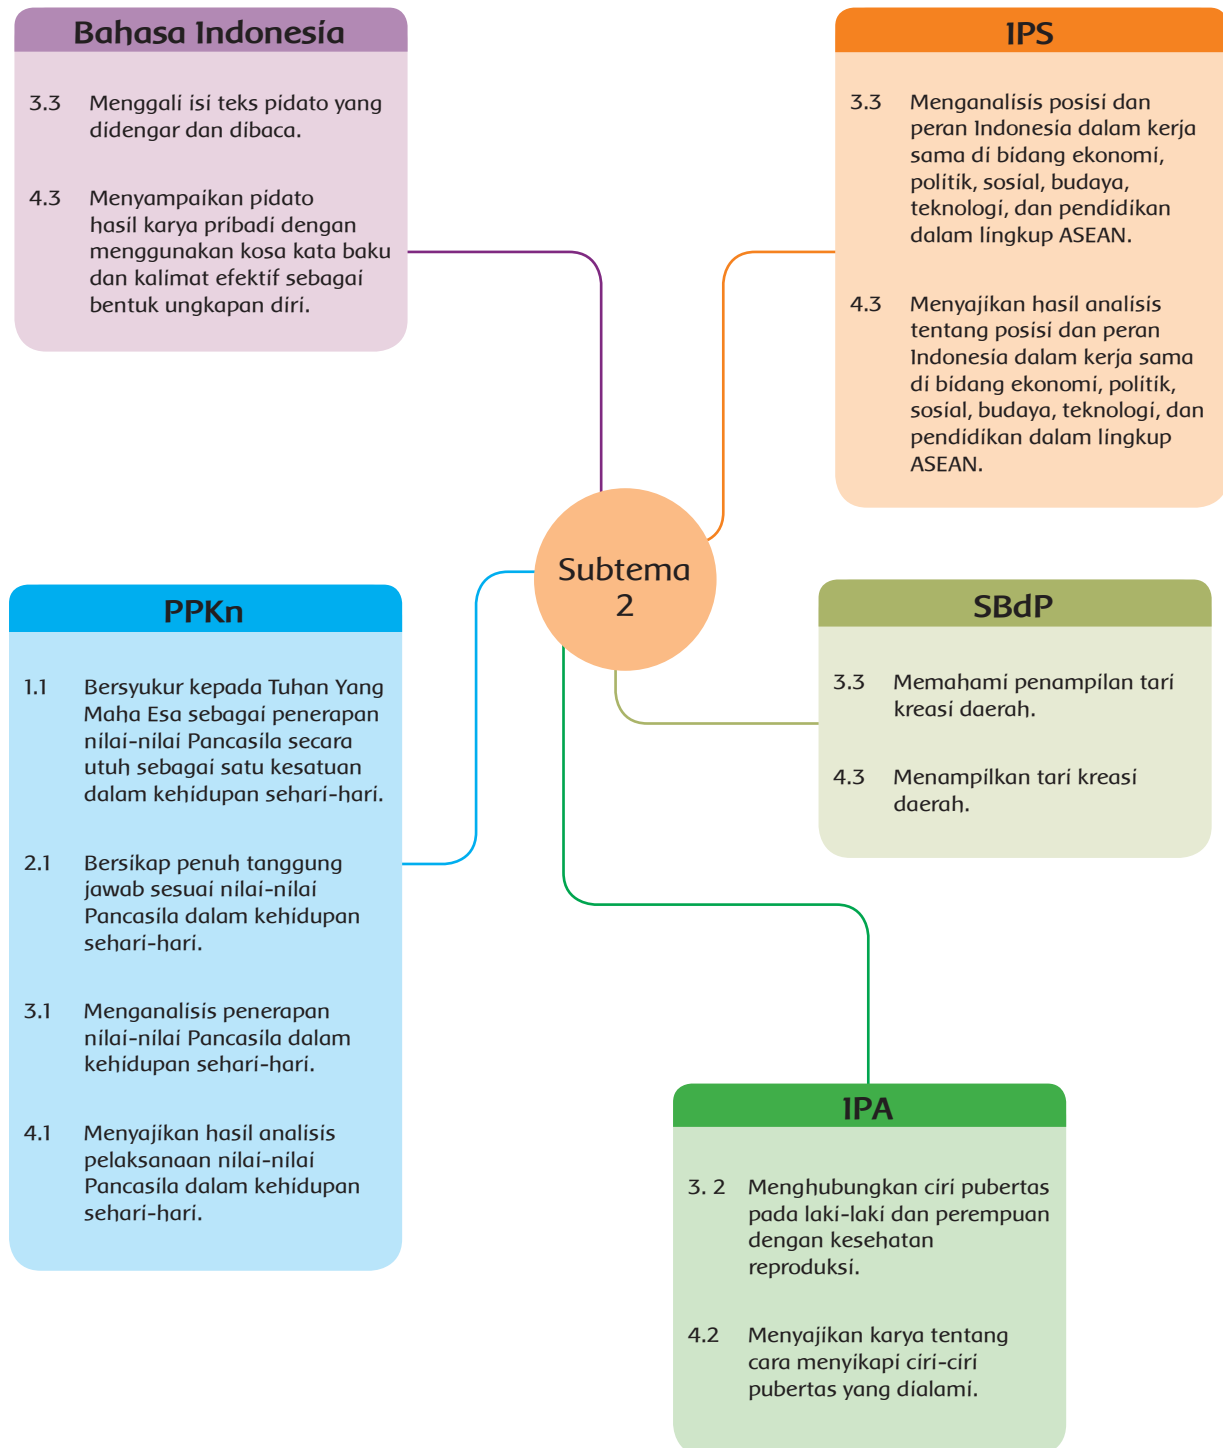 Bahasa Indonesia
3.3 Menggali isi teks pidato yang
didengar dan dibaca.
4.3 Menyampaikan pidato
hasil karya pribadi dengan
menggunakan kosa kata baku
dan kalimat efektif sebagai
bentuk ungkapan diri.
IPS
3.3 Menganalisis posisi dan
peran Indonesia dalam kerja
sama di bidang ekonomi,
politik, sosial, budaya,
teknologi, dan pendidikan
dalam lingkup ASEAN.
4.3 Menyajikan hasil analisis
tentang posisi dan peran
Indonesia dalam kerja sama
di bidang ekonomi, politik,
sosial, budaya, teknologi, dan
pendidikan dalam lingkup
ASEAN.
Subtema
2
PPKn
1.1 Bersyukur kepada Tuhan Yang
Maha Esa sebagai penerapan
nilai-nilai Pancasila secara
utuh sebagai satu kesatuan
dalam kehidupan sehari-hari.
2.1 Bersikap penuh tanggung
jawab sesuai nilai-nilai
Pancasila dalam kehidupan
sehari-hari.
3.1 Menganalisis penerapan
nilai-nilai Pancasila dalam
kehidupan sehari-hari.
4.1 Menyajikan hasil analisis
pelaksanaan nilai-nilai
Pancasila dalam kehidupan
sehari-hari.
SBdP
3.3 Memahami penampilan tari
kreasi daerah.
4.3 Menampilkan tari kreasi
daerah.
IPA
3. 2 Menghubungkan ciri pubertas
pada laki-laki dan perempuan
dengan kesehatan
reproduksi.
4.2 Menyajikan karya tentang
cara menyikapi ciri-ciri
pubertas yang dialami.